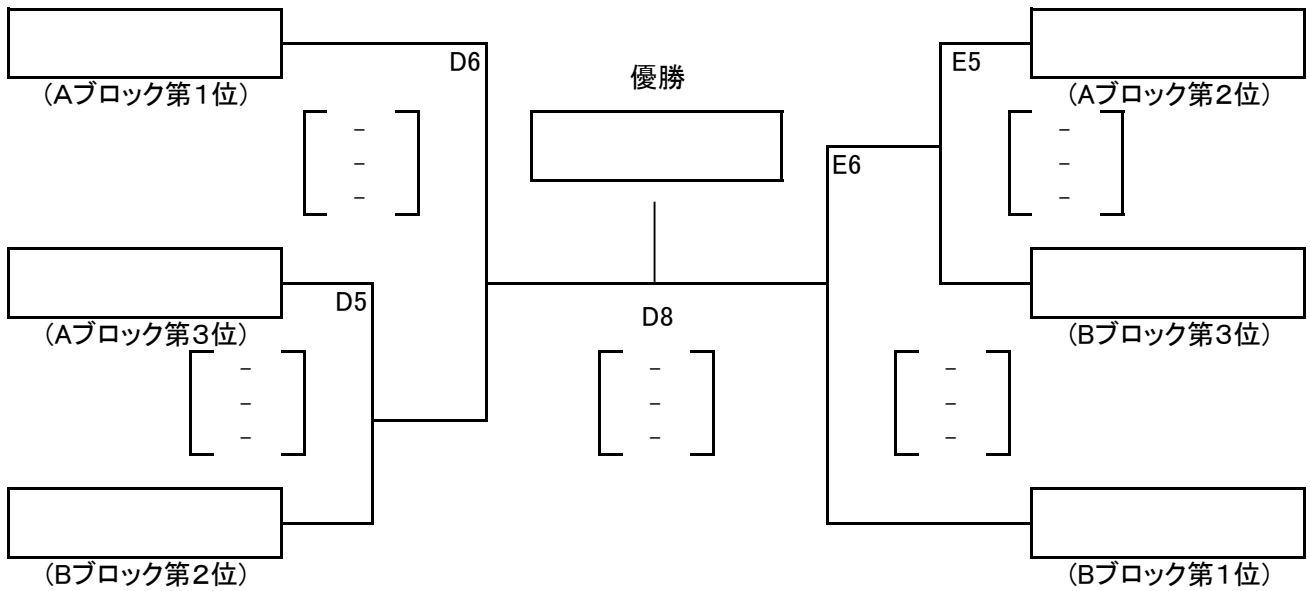 D6
優勝
E5
(Aブロック第1位)
(Aブロック第2位)
-
-
-
-
-
-
E6
D5
D8
(Aブロック第3位)
(Bブロック第3位)
-
-
-
-
-
-
-
-
-
(Bブロック第2位)
(Bブロック第1位)